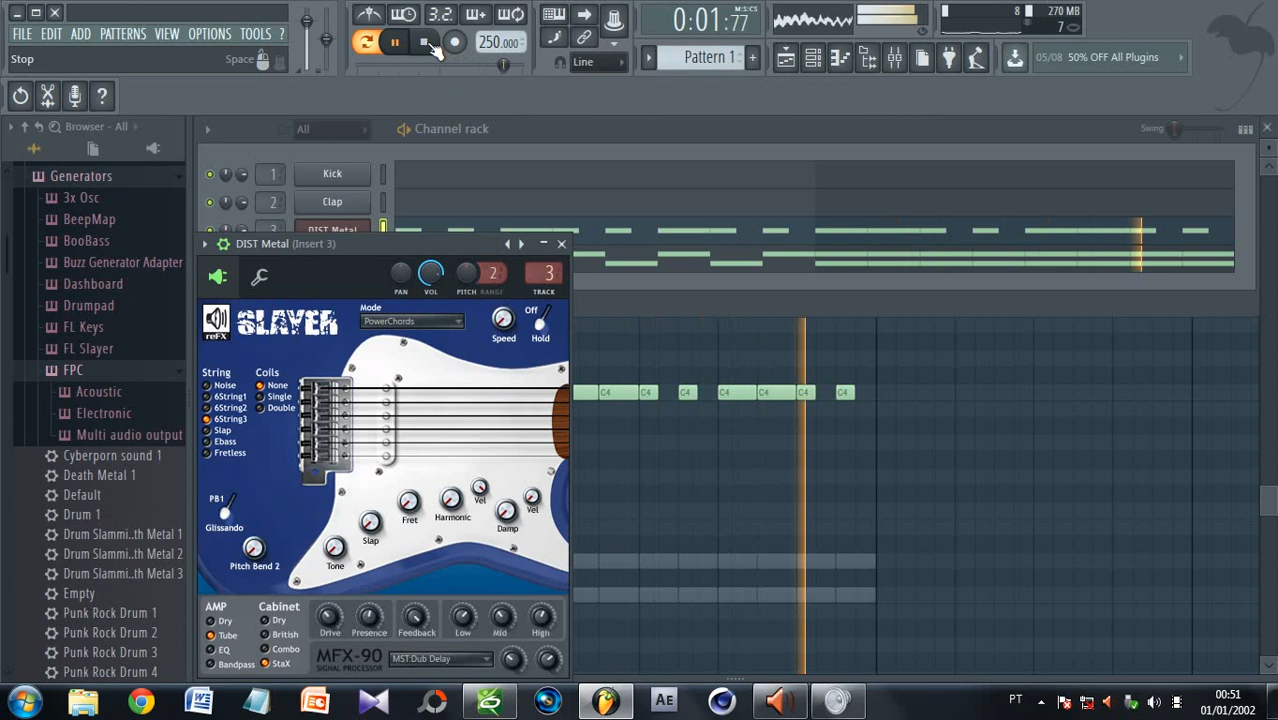 FILE EDIT ADD PATTERNS VIEW OPTIONS TOOLS ?
Stop
Space
3.2.
250.000
Line
0:01:77
M:S:CS
Pattern 1
8
270 MB
7
05/08 50% OFF All Plugins
Browser - All
Generators
3x Osc
BeepMap
BooBass
Buzz Generator Adapter
Dashboard
Drumpad
FL Keys
FL Slayer
FPC
Acoustic
Electronic
Multi audio output
Cyberporn sound 1
Death Metal 1
Default
Drum 1
Drum Slammi..th Metal 1
Drum Slammi..th Metal 2
Drum Slammi..th Metal 3
Empty
Punk Rock Drum 1
Punk Rock Drum 2
Punk Rock Drum 3
Punk Rock Drum 4
All
Channel rack
Swing
1 Kick
2 Clap
3 DIST Metal
DIST Metal (Insert 3)
2
3
PAN VOL PITCH RANGE TRACK
reFX
SLAYER
Mode
PowerChords
Speed
Off
Hold
String
Noise
6String1
6String2
6String3
Slap
Ebass
Fretless
Coils
None
Single
Double
PB1
Glissando
Pitch Bend 2
Tone
Slap
Fret
Harmonic
Vel
Damp
Vel
AMP
Dry
Tube
EQ
Bandpass
Cabinet
Dry
British
Combo
StaX
Drive Presence Feedback Low Mid High
MFX-90
SIGNAL PROCESSOR
MST:Dub Delay
C4 C4 C4 C4 C4 C4 C4
Ae
PT
00:51
01/01/2002